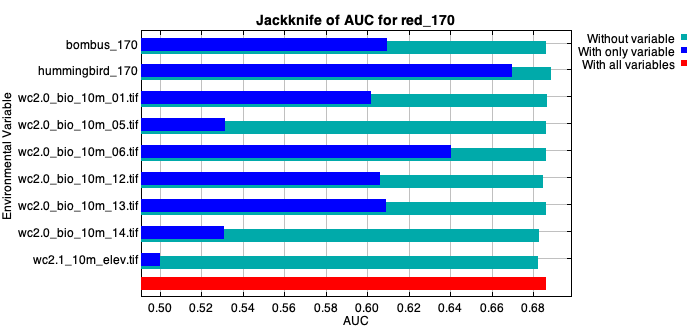 Jackknife of AUC for red_170
Without variable
With only variable
With all variables
Environmental Variable
bombus_170
hummingbird_170
wc2.0_bio_10m_01.tif
wc2.0_bio_10m_05.tif
wc2.0_bio_10m_06.tif
wc2.0_bio_10m_12.tif
wc2.0_bio_10m_13.tif
wc2.0_bio_10m_14.tif
wc2.1_10m_elev.tif
0.50 0.52 0.54 0.56 0.58 0.60 0.62 0.64 0.66 0.68
AUC